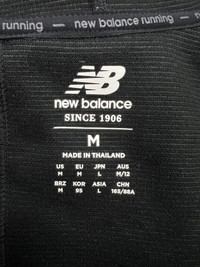 running — new balance running —
NB
new balance
SINCE 1906
M
MADE IN THAILAND
US EU JPN AUS
M M L M/12
BRZ KOR ASIA CHN
M 95 L 165/88A